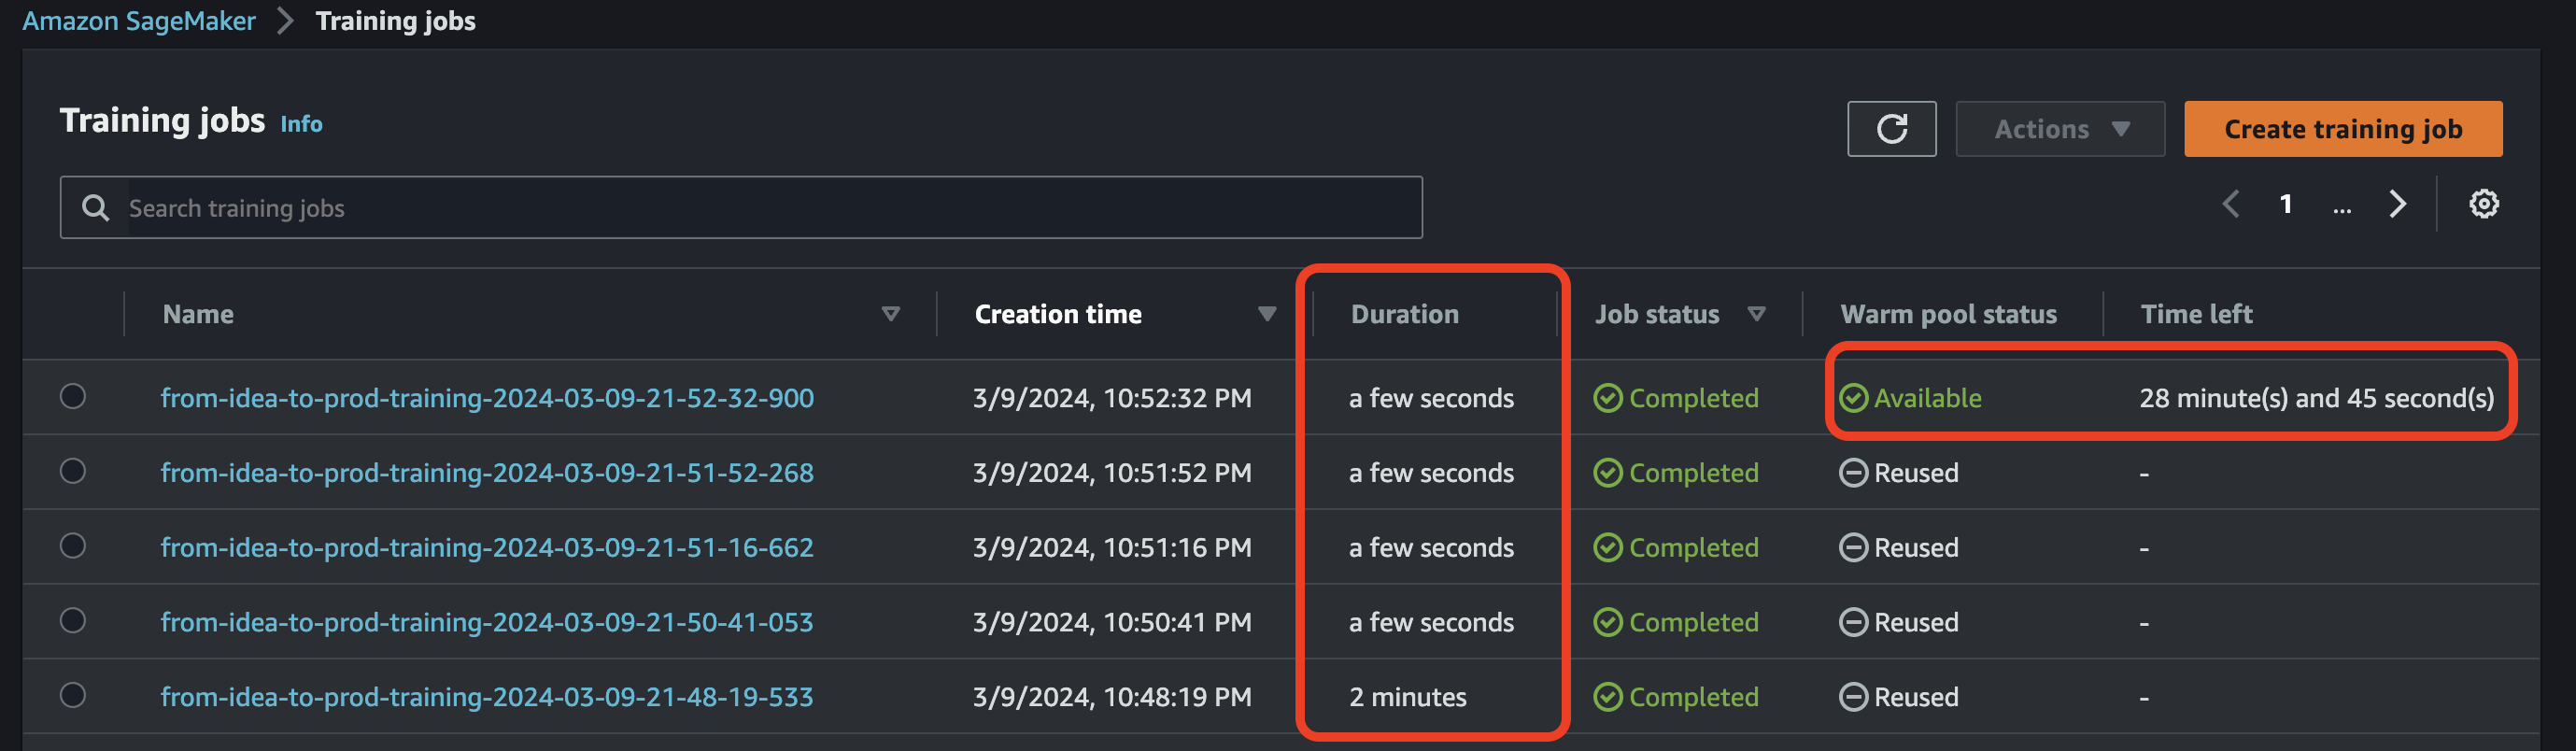 Amazon SageMaker > Training jobs
Training jobs Info
Actions Create training job
Search training jobs 1 ...
Name Creation time Duration Job status Warm pool status Time left
from-idea-to-prod-training-2024-03-09-21-52-32-900 3/9/2024, 10:52:32 PM a few seconds Completed Available 28 minute(s) and 45 second(s)
from-idea-to-prod-training-2024-03-09-21-51-52-268 3/9/2024, 10:51:52 PM a few seconds Completed Reused -
from-idea-to-prod-training-2024-03-09-21-51-16-662 3/9/2024, 10:51:16 PM a few seconds Completed Reused -
from-idea-to-prod-training-2024-03-09-21-50-41-053 3/9/2024, 10:50:41 PM a few seconds Completed Reused -
from-idea-to-prod-training-2024-03-09-21-48-19-533 3/9/2024, 10:48:19 PM 2 minutes Completed Reused -